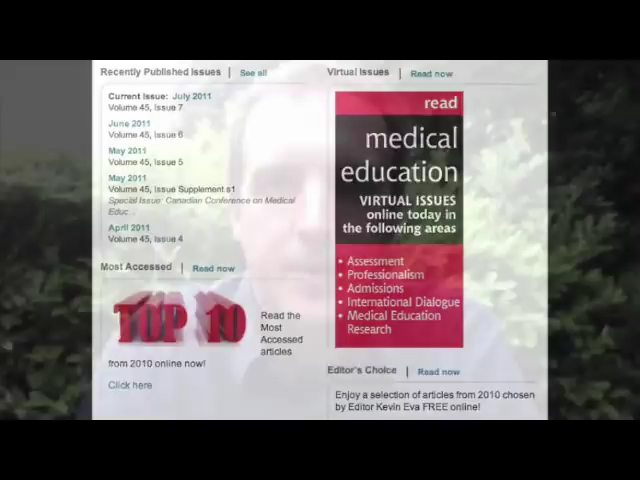 Recently Published Issues | See all
Current Issue: July 2011
Volume 45, Issue 7
June 2011
Volume 45, Issue 6
May 2011
Volume 45, Issue 5
May 2011
Volume 45, Issue Supplement s1
Special Issue: Canadian Conference on Medical
Educ...
April 2011
Volume 45, Issue 4
Most Accessed | Read now
TOP 10
Read the
Most
Accessed
articles
from 2010 online now!
Click here
Virtual Issues | Read now
read
medical
education
VIRTUAL ISSUES
online today in
the following areas
• Assessment
• Professionalism
• Admissions
• International Dialogue
• Medical Education
Research
Editor's Choice | Read now
Enjoy a selection of articles from 2010 chosen
by Editor Kevin Eva FREE online!